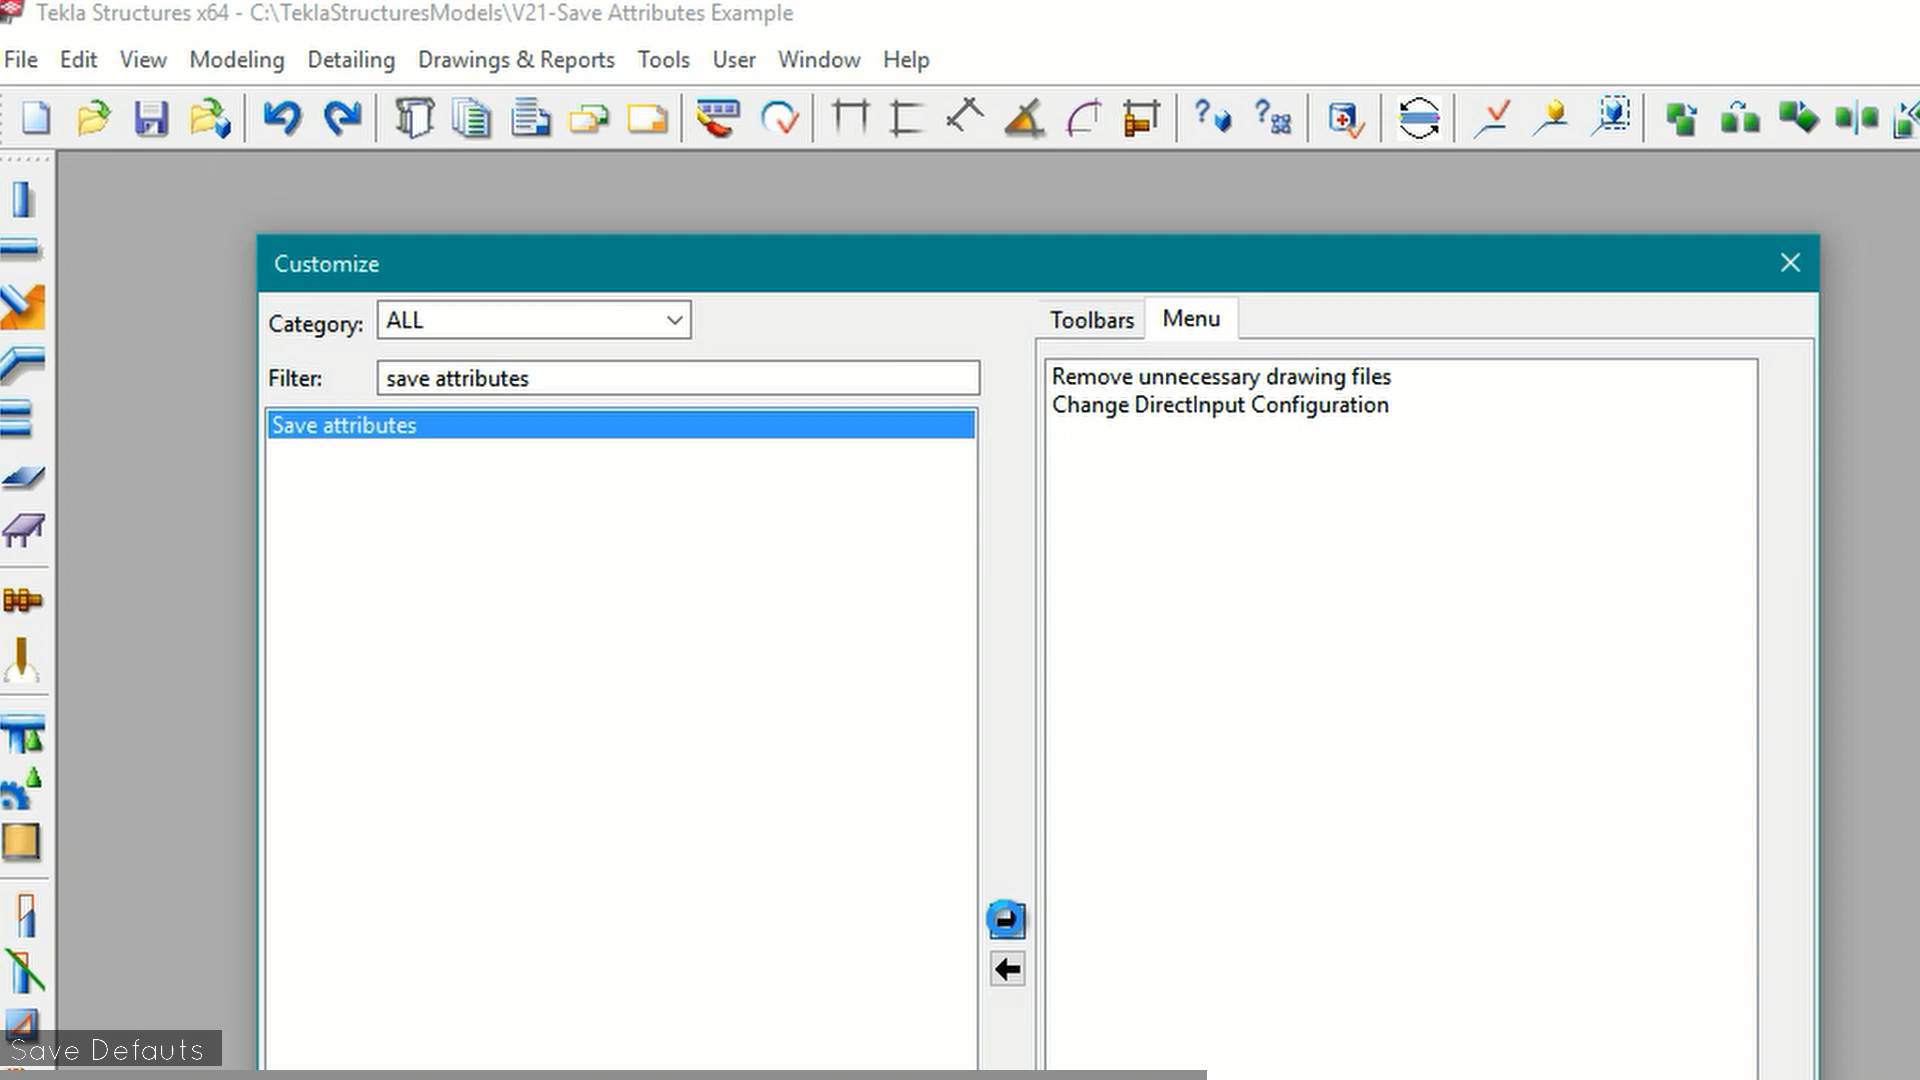 Tekla Structures x64 - C:\TeklaStructuresModels\V21-Save Attributes Example
File Edit View Modeling Detailing Drawings & Reports Tools User Window Help
Customize
Category: ALL
Toolbars Menu
Filter: save attributes
Save attributes
Remove unnecessary drawing files
Change DirectInput Configuration
Save Defauts